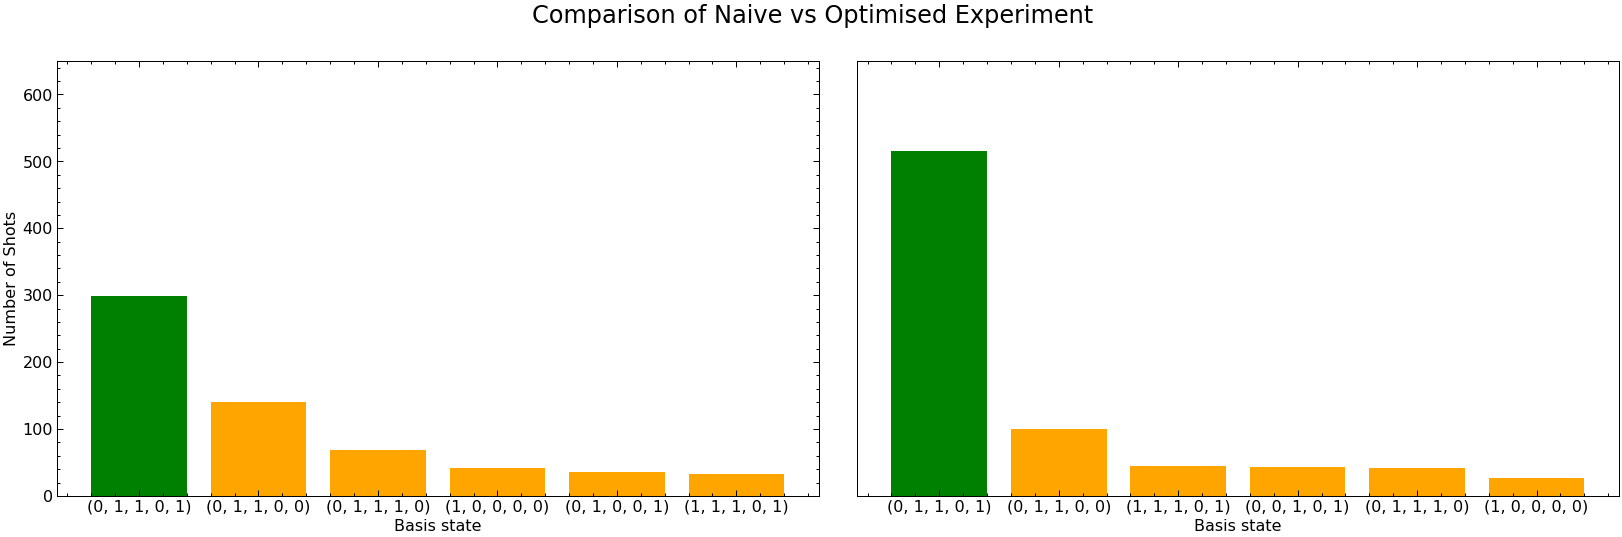 Comparison of Naive vs Optimised Experiment
Number of Shots
600
500
400
300
200
100
0
(0, 1, 1, 0, 1) (0, 1, 1, 0, 0) (0, 1, 1, 1, 0) (1, 0, 0, 0, 0) (0, 1, 0, 0, 1) (1, 1, 1, 0, 1)
Basis state
(0, 1, 1, 0, 1) (0, 1, 1, 0, 0) (1, 1, 1, 0, 1) (0, 0, 1, 0, 1) (0, 1, 1, 1, 0) (1, 0, 0, 0, 0)
Basis state